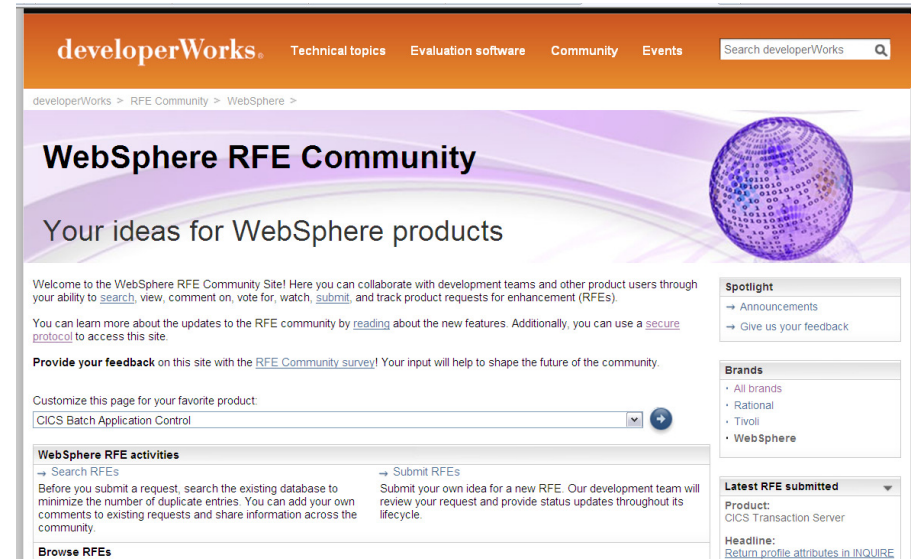 developerWorks.
Technical topics Evaluation software Community Events
Search developerWorks
developerWorks > RFE Community > WebSphere >
WebSphere RFE Community
Your ideas for WebSphere products
Welcome to the WebSphere RFE Community Site! Here you can collaborate with development teams and other product users through
your ability to search, view, comment on, vote for, watch, submit, and track product requests for enhancement (RFEs).
You can learn more about the updates to the RFE community by reading about the new features. Additionally, you can use a secure
protocol to access this site.
Provide your feedback on this site with the RFE Community survey! Your input will help to shape the future of the community.
Customize this page for your favorite product:
CICS Batch Application Control
WebSphere RFE activities
→ Search RFEs
Before you submit a request, search the existing database to
minimize the number of duplicate entries. You can add your own
comments to existing requests and share information across the
community.
→ Submit RFEs
Submit your own idea for a new RFE. Our development team will
review your request and provide status updates throughout its
lifecycle.
Browse RFEs
Spotlight
→ Announcements
→ Give us your feedback
Brands
· All brands
· Rational
· Tivoli
· WebSphere
Latest RFE submitted
Product:
CICS Transaction Server
Headline:
Return profile attributes in INQUIRE